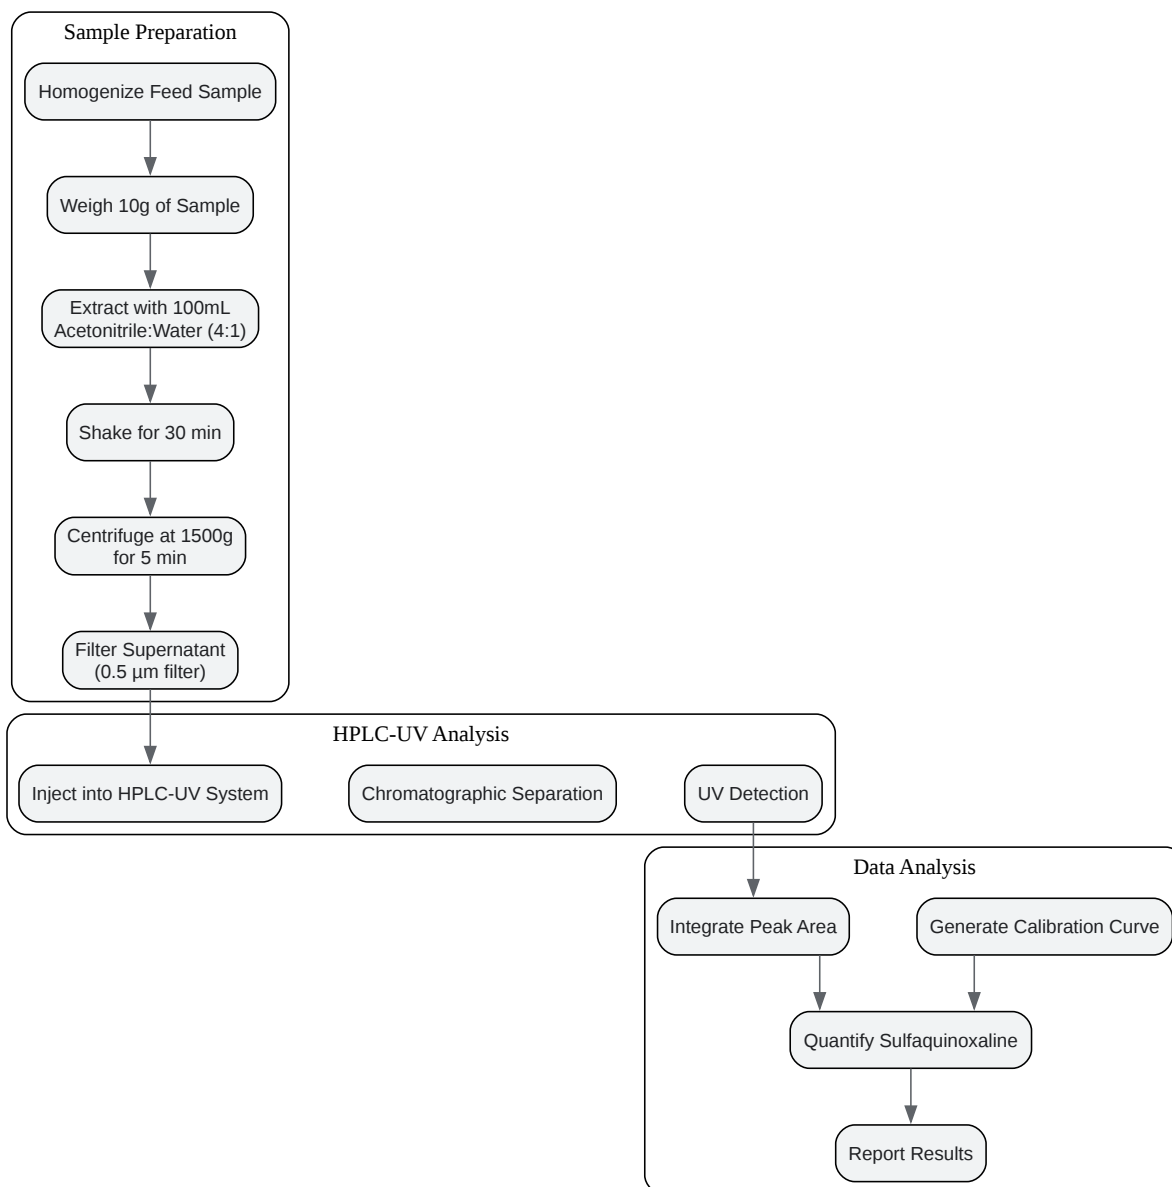 Sample Preparation
Homogenize Feed Sample
Weigh 10g of Sample
Extract with 100mL
Acetonitrile:Water (4:1)
Shake for 30 min
Centrifuge at 1500g
for 5 min
Filter Supernatant
(0.5 µm filter)
HPLC-UV Analysis
Inject into HPLC-UV System
Chromatographic Separation
UV Detection
Data Analysis
Integrate Peak Area
Generate Calibration Curve
Quantify Sulfaquinoxaline
Report Results